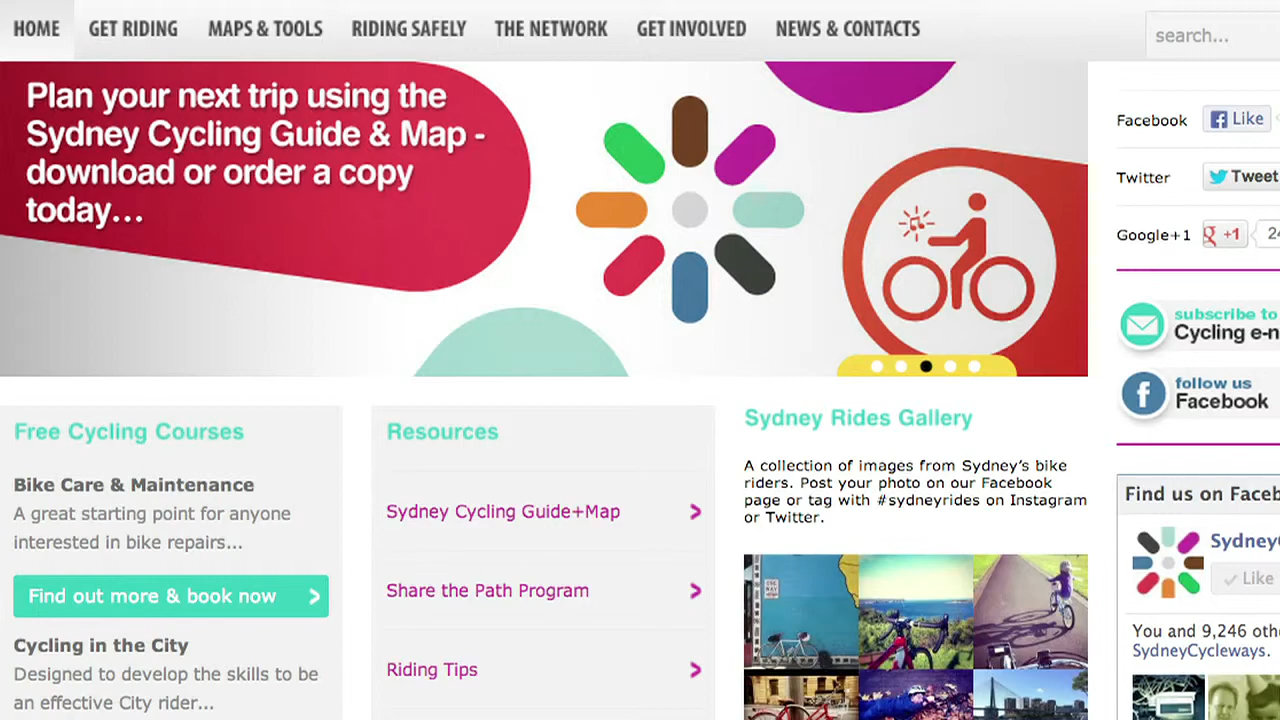 HOME GET RIDING MAPS & TOOLS RIDING SAFELY THE NETWORK GET INVOLVED NEWS & CONTACTS
search...
Plan your next trip using the
Sydney Cycling Guide & Map -
download or order a copy
today...
Facebook Like
Twitter Tweet
Google+1 +1
subscribe to
Cycling e-n
follow us
Facebook
Free Cycling Courses
Bike Care & Maintenance
A great starting point for anyone
interested in bike repairs...
Find out more & book now
Cycling in the City
Designed to develop the skills to be
an effective City rider...
Resources
Sydney Cycling Guide+Map
Share the Path Program
Riding Tips
Sydney Rides Gallery
A collection of images from Sydney's bike
riders. Post your photo on our Facebook
page or tag with #sydneyrides on Instagram
or Twitter.
Find us on Faceb
Sydney
Like
You and 9,246 othe
SydneyCycleways.